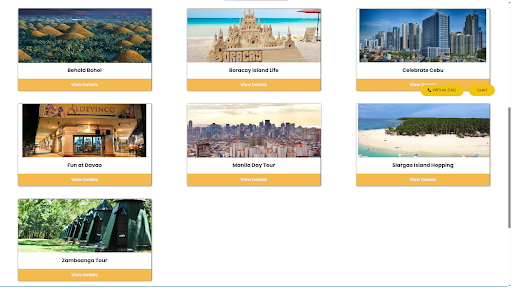 Behold Bohol
Boracay Island Life
Celebrate Cebu
View Details
View Details
View Details
VIRTUAL CALL
CHAT
ALDEVINCO
Fun at Davao
Manila Day Tour
Siargao Island Hopping
View Details
View Details
View Details
Zamboanga Tour
View Details